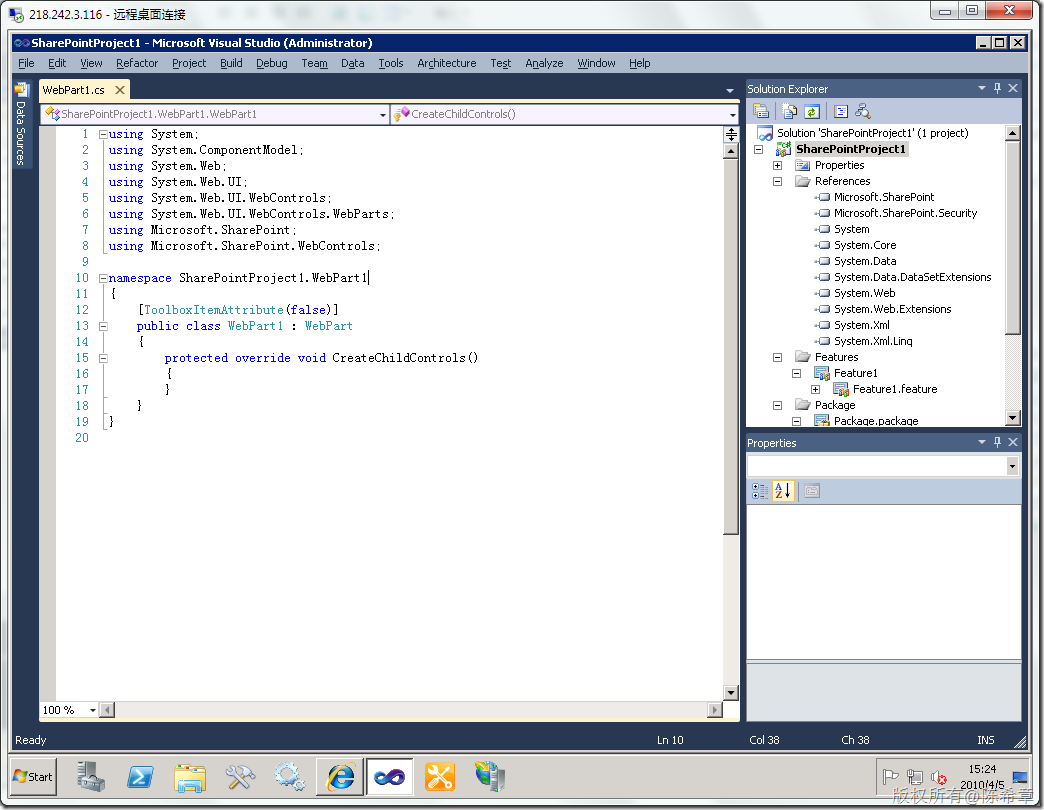 218.242.3.116 - 远程桌面连接
SharePointProject1 - Microsoft Visual Studio (Administrator)
File Edit View Refactor Project Build Debug Team Data Tools Architecture Test Analyze Window Help
Data Sources
WebPart1.cs
SharePointProject1.WebPart1.WebPart1
CreateChildControls()
1 using System;
2 using System.ComponentModel;
3 using System.Web;
4 using System.Web.UI;
5 using System.Web.UI.WebControls;
6 using System.Web.UI.WebControls.WebParts;
7 using Microsoft.SharePoint;
8 using Microsoft.SharePoint.WebControls;
9
10 namespace SharePointProject1.WebPart1
11 {
12 [ToolboxItemAttribute(false)]
13 public class WebPart1 : WebPart
14 {
15 protected override void CreateChildControls()
16 {
17 }
18 }
19 }
20
100 %
Solution Explorer
Solution 'SharePointProject1' (1 project)
SharePointProject1
Properties
References
Microsoft.SharePoint
Microsoft.SharePoint.Security
System
System.Core
System.Data
System.Data.DataSetExtensions
System.Web
System.Web.Extensions
System.Xml
System.Xml.Linq
Features
Feature1
Feature1.feature
Package
Package.package
Properties
Ready Ln 10 Col 38 Ch 38 INS
Start
15:24
2010/4/5
版权所有@陈希章